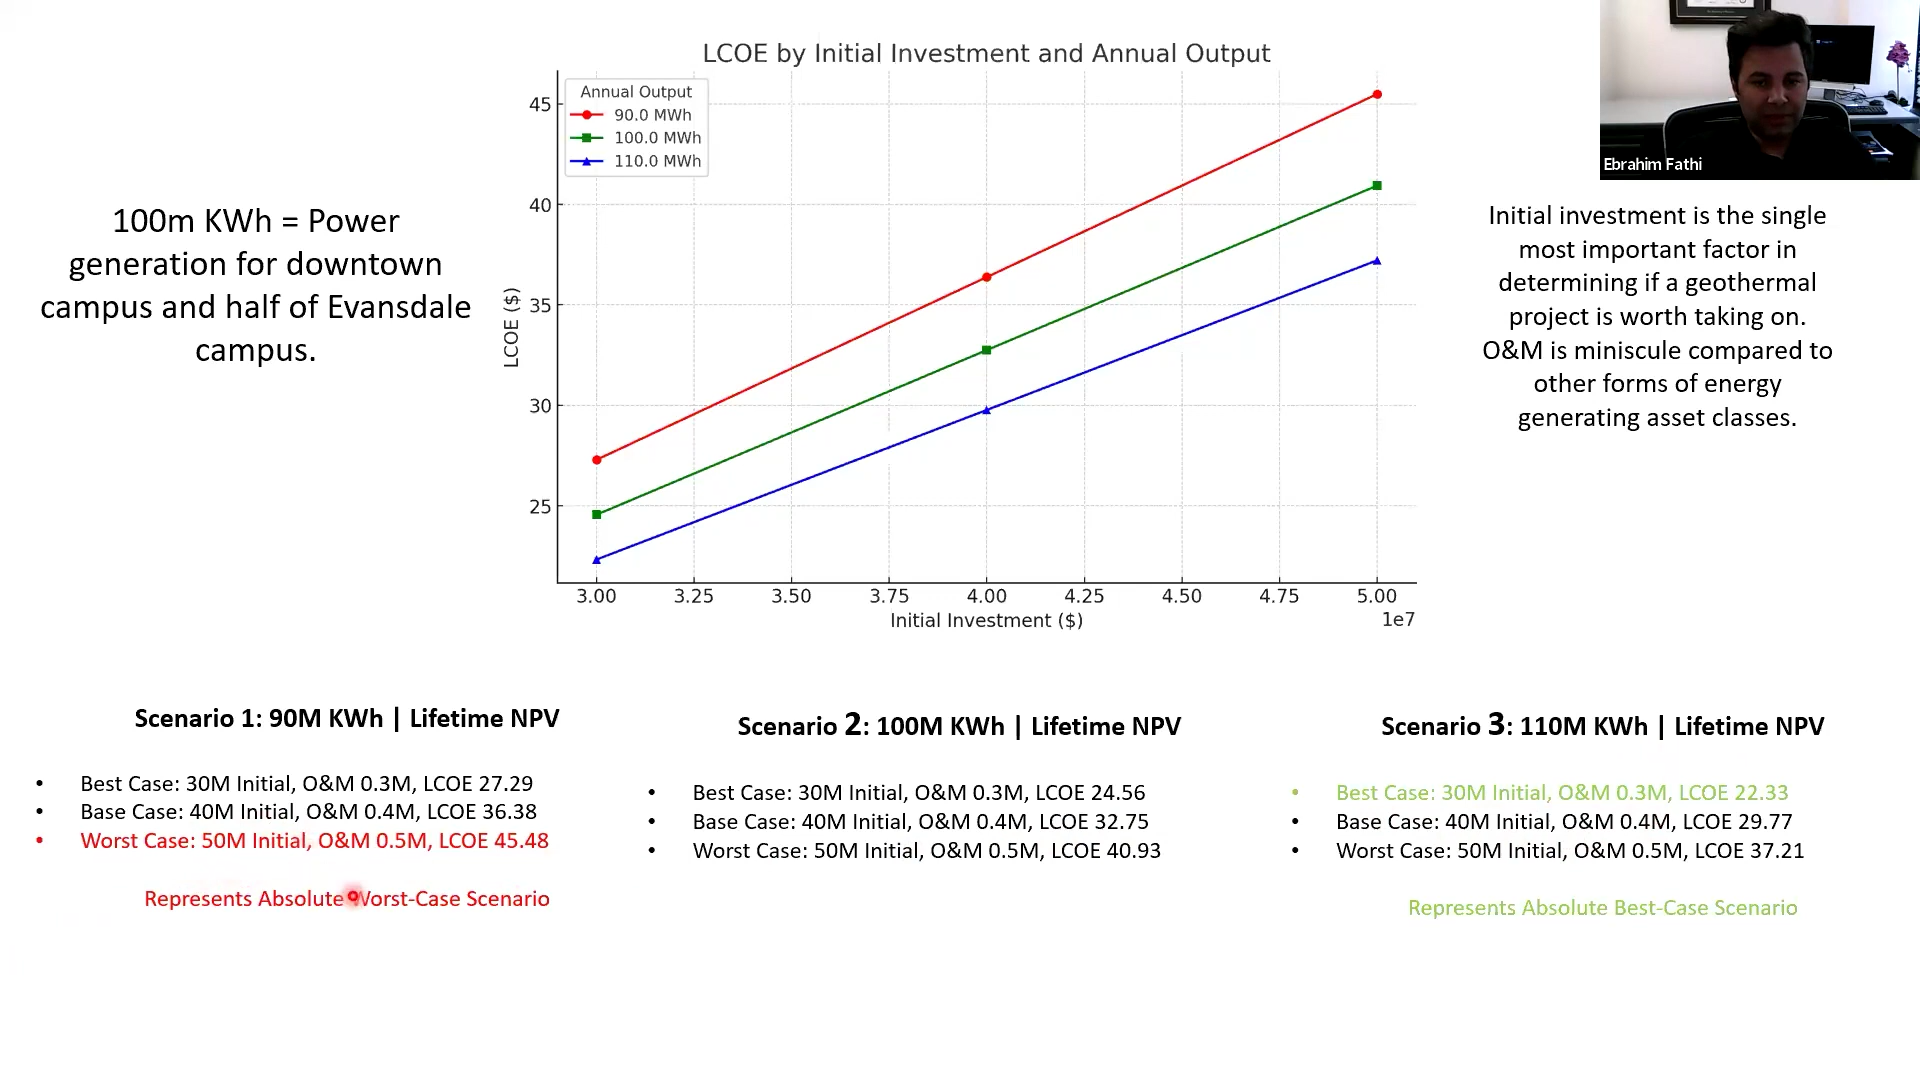 LCOE by Initial Investment and Annual Output
Annual Output
90.0 MWh
100.0 MWh
110.0 MWh
45
40
35
30
25
LCOE ($)
3.00 3.25 3.50 3.75 4.00 4.25 4.50 4.75 5.00
1e7
Initial Investment ($)
100m KWh = Power
generation for downtown
campus and half of Evansdale
campus.
Ebrahim Fathi
Initial investment is the single
most important factor in
determining if a geothermal
project is worth taking on.
O&M is miniscule compared to
other forms of energy
generating asset classes.
Scenario 1: 90M KWh | Lifetime NPV
• Best Case: 30M Initial, O&M 0.3M, LCOE 27.29
• Base Case: 40M Initial, O&M 0.4M, LCOE 36.38
• Worst Case: 50M Initial, O&M 0.5M, LCOE 45.48
Represents Absolute Worst-Case Scenario
Scenario 2: 100M KWh | Lifetime NPV
• Best Case: 30M Initial, O&M 0.3M, LCOE 24.56
• Base Case: 40M Initial, O&M 0.4M, LCOE 32.75
• Worst Case: 50M Initial, O&M 0.5M, LCOE 40.93
Scenario 3: 110M KWh | Lifetime NPV
• Best Case: 30M Initial, O&M 0.3M, LCOE 22.33
• Base Case: 40M Initial, O&M 0.4M, LCOE 29.77
• Worst Case: 50M Initial, O&M 0.5M, LCOE 37.21
Represents Absolute Best-Case Scenario